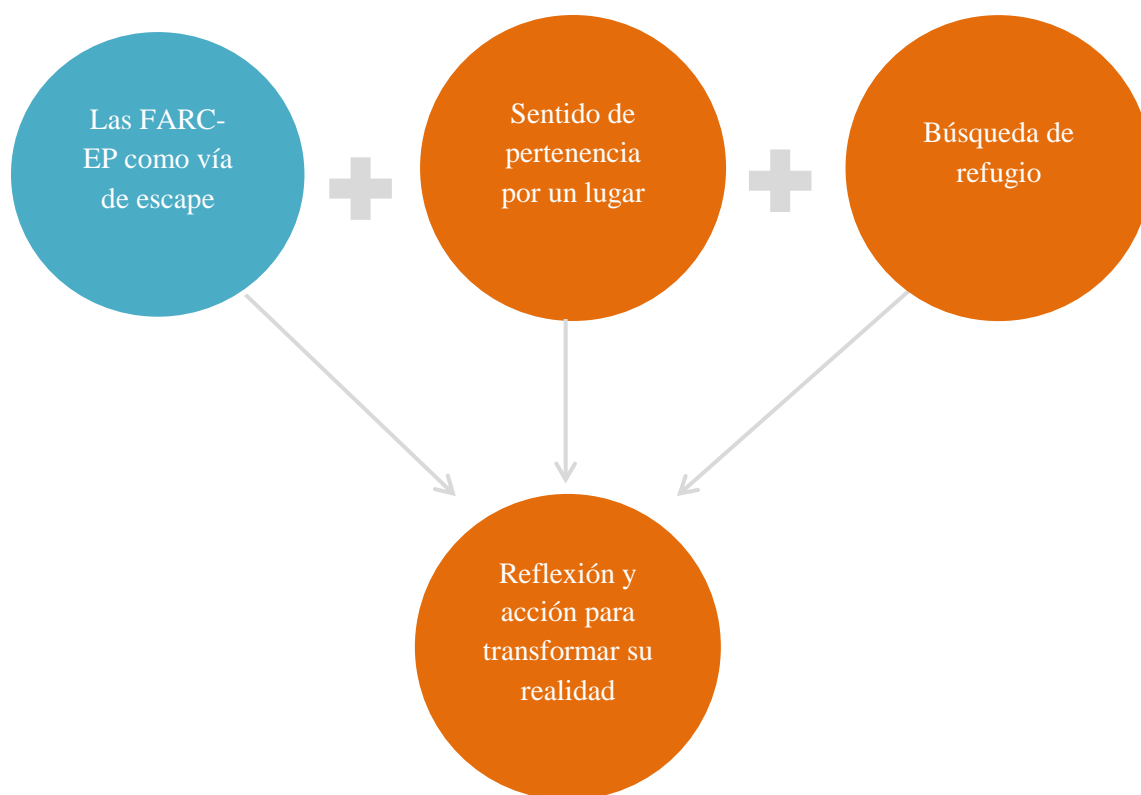 Las FARC-
EP como vía
de escape
Sentido de
pertenencia
por un lugar
Búsqueda de
refugio
Reflexión y
acción para
transformar su
realidad